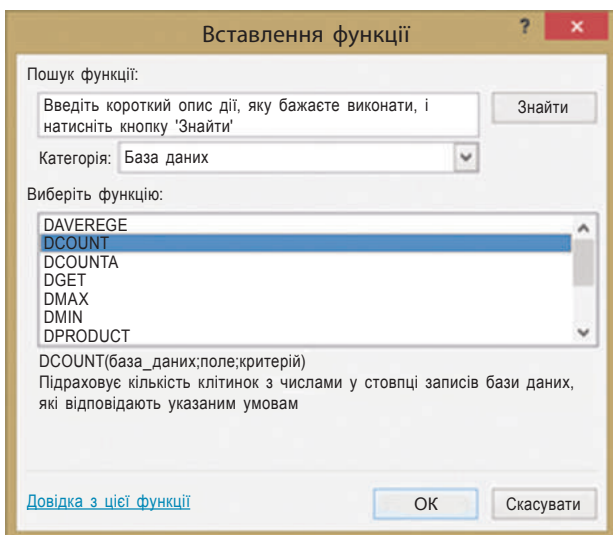 Вставлення функції
?
×
Пошук функції:
Введіть короткий опис дії, яку бажаєте виконати, і
натисніть кнопку 'Знайти'
Знайти
Категорія: База даних
Виберіть функцію:
DAVEREGE
DCOUNT
DCOUNTA
DGET
DMAX
DMIN
DPRODUCT
DCOUNT(база_даних;поле;критерій)
Підраховує кількість клітинок з числами у стовпці записів бази даних,
які відповідають указаним умовам
Довідка з цієї функції
ОК
Скасувати